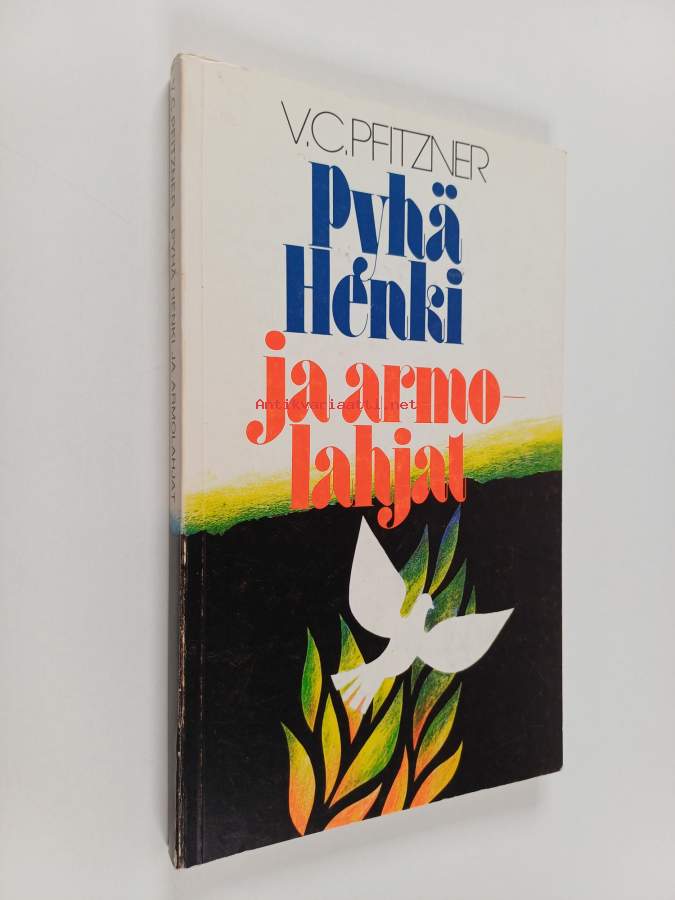 V.C. PFITZNER
Pyhä
Henki
ja armo-
lahjat
Antikvariaatti.net
V.C. PFITZNER • PYHÄ HENKI JA ARMOLAHJAT